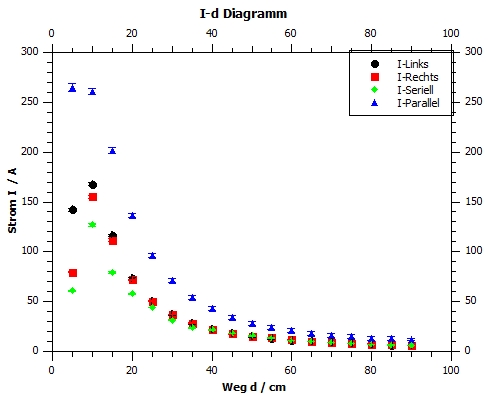 I-d Diagramm
0 20 40 60 80 100
300 300
I-Links
I-Rechts
I-Seriell
I-Parallel
250 250
200 200
150 150
100 100
50 50
0 0
0 20 40 60 80 100
Strom I / A
Weg d / cm